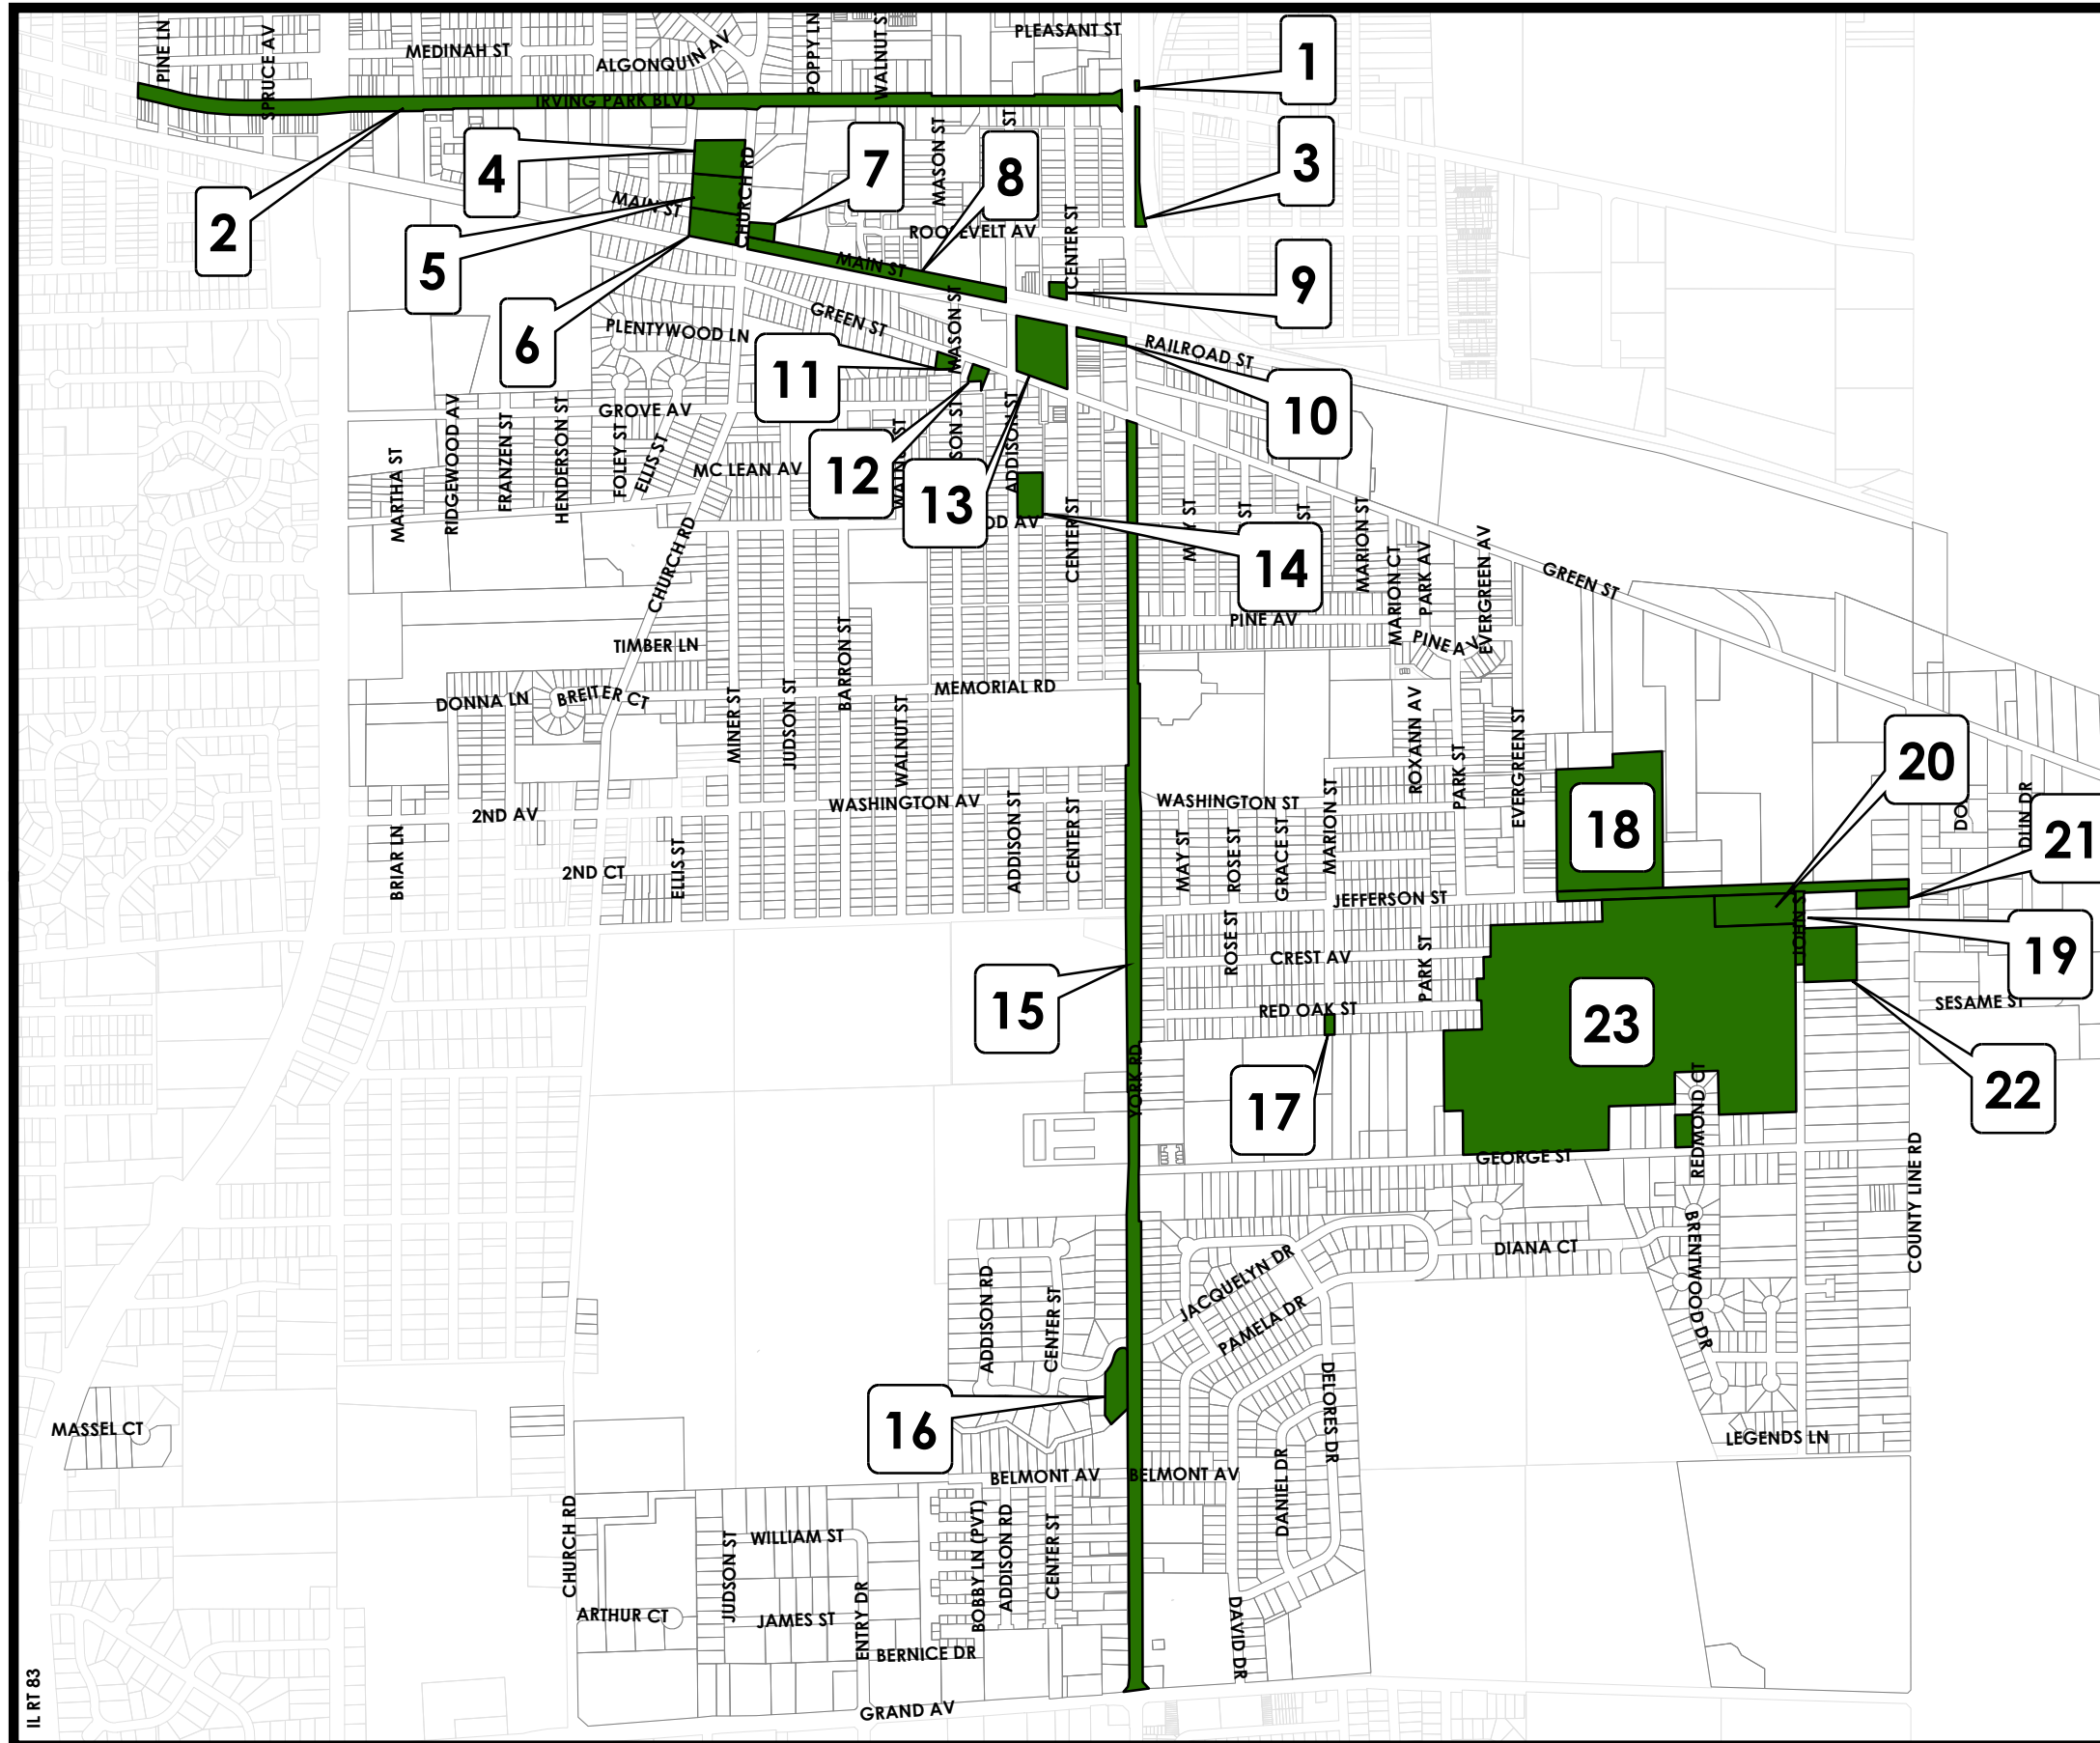 PINE LN
SPRUCE AV
MEDINAH ST
ALGONQUIN AV
POPPY LN
WALNUT ST
PLEASANT ST
IRVING PARK BLVD
1
2
3
4
5
6
7
8
9
MAIN ST
CHURCH RD
MASON ST
ST
ROOSEVELT AV
CENTER ST
MAIN ST
GREEN ST
MASON ST
PLENTYWOOD LN
RAILROAD ST
10
11
12
13
14
GROVE AV
MARTHA ST
RIDGEWOOD AV
FRANZEN ST
HENDERSON ST
FOLEY ST
ELLIS ST
MC LEAN AV
ADDISON ST
CENTER ST
ST
ST
MARION ST
MARION CT
PARK AV
EVERGREEN AV
GREEN ST
CHURCH RD
PINE AV
PINE AV
TIMBER LN
DONNA LN
BREITER CT
BARRON ST
MEMORIAL RD
MINER ST
JUDSON ST
WALNUT ST
ROXANN AV
PARK ST
EVERGREEN ST
WASHINGTON AV
WASHINGTON ST
2ND AV
2ND CT
BRIAR LN
ELLIS ST
ADDISON ST
CENTER ST
MAY ST
ROSE ST
GRACE ST
MARION ST
JEFFERSON ST
18
20
21
19
JOHN ST
ROSE ST
CREST AV
PARK ST
RED OAK ST
SESAME ST
15
17
23
22
YORK RD
REDMOND CT
GEORGE ST
COUNTY LINE RD
DIANA CT
BRENTWOOD DR
JACQUELYN DR
PAMELA DR
ADDISON RD
CENTER ST
DELORES DR
16
MASSEL CT
LEGENDS LN
BELMONT AV
BELMONT AV
DANIEL DR
CHURCH RD
JUDSON ST
WILLIAM ST
BOBBY LN (PVT)
ADDISON RD
CENTER ST
ARTHUR CT
JAMES ST
ENTRY DR
BERNICE DR
DAVID DR
GRAND AV
IL RT 83